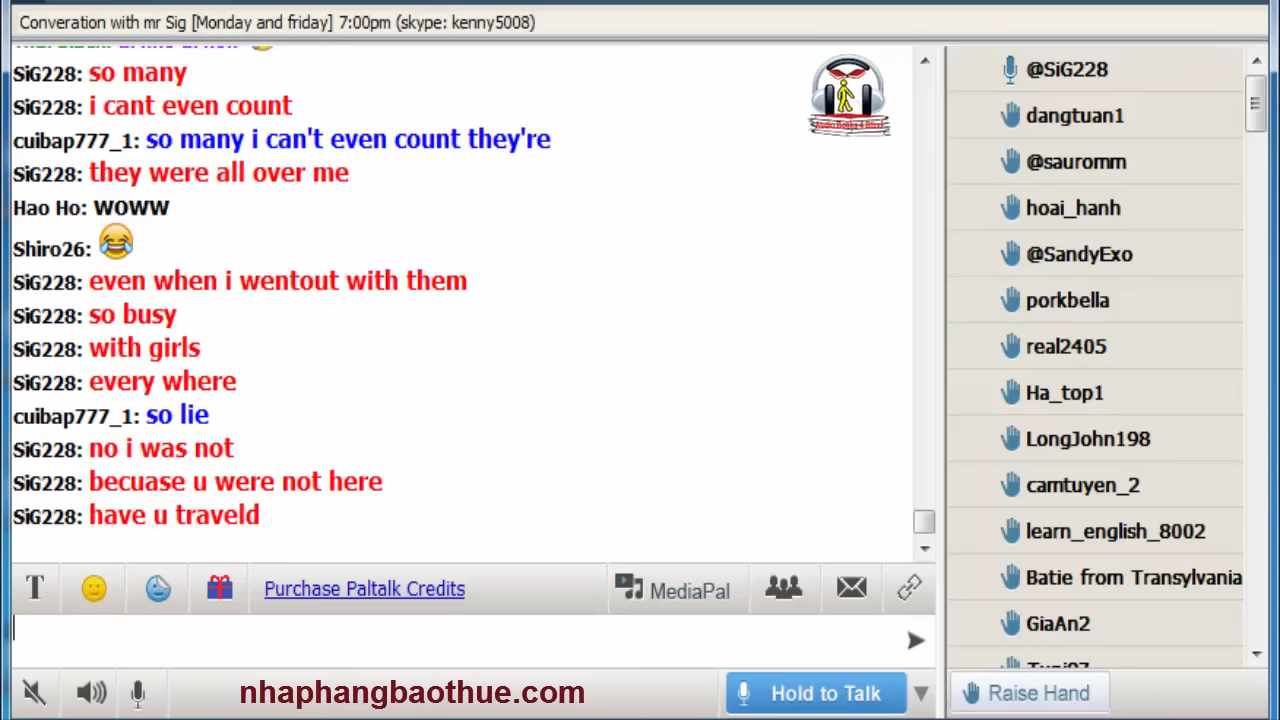 Converation with mr Sig [Monday and friday] 7:00pm (skype: kenny5008)
SiG228: so many
SiG228: i cant even count
cuibap777_1: so many i can't even count they're
SiG228: they were all over me
Hao Ho: WOWW
Shiro26:
SiG228: even when i wentout with them
SiG228: so busy
SiG228: with girls
SiG228: every where
cuibap777_1: so lie
SiG228: no i was not
SiG228: becuase u were not here
SiG228: have u traveld
Purchase Paltalk Credits
MediaPal
nhaphangbaothue.com
Hold to Talk
@SiG228
dangtuan1
@sauromm
hoai_hanh
@SandyExo
porkbella
real2405
Ha_top1
LongJohn198
camtuyen_2
learn_english_8002
Batie from Transylvania
GiaAn2
Raise Hand